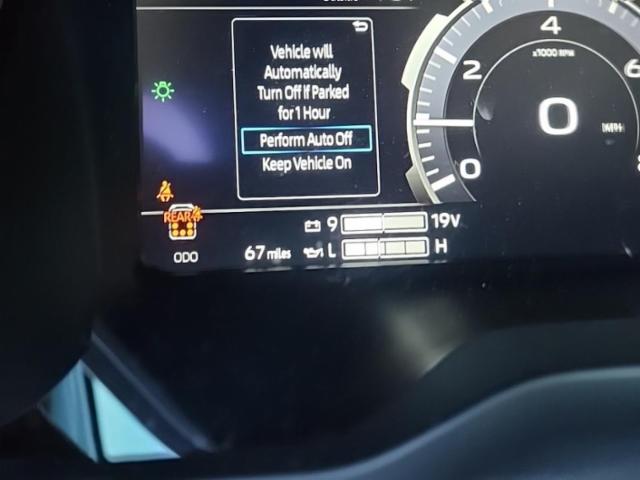 Vehicle will
Automatically
Turn Off if Parked
for 1 Hour
Perform Auto Off
Keep Vehicle On
4
x1000 RPM
2
6
0
MPH
0
8
REAR
9 19V
ODO 67 miles L H